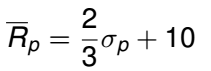 R̅ₚ = 2/3 σₚ + 10